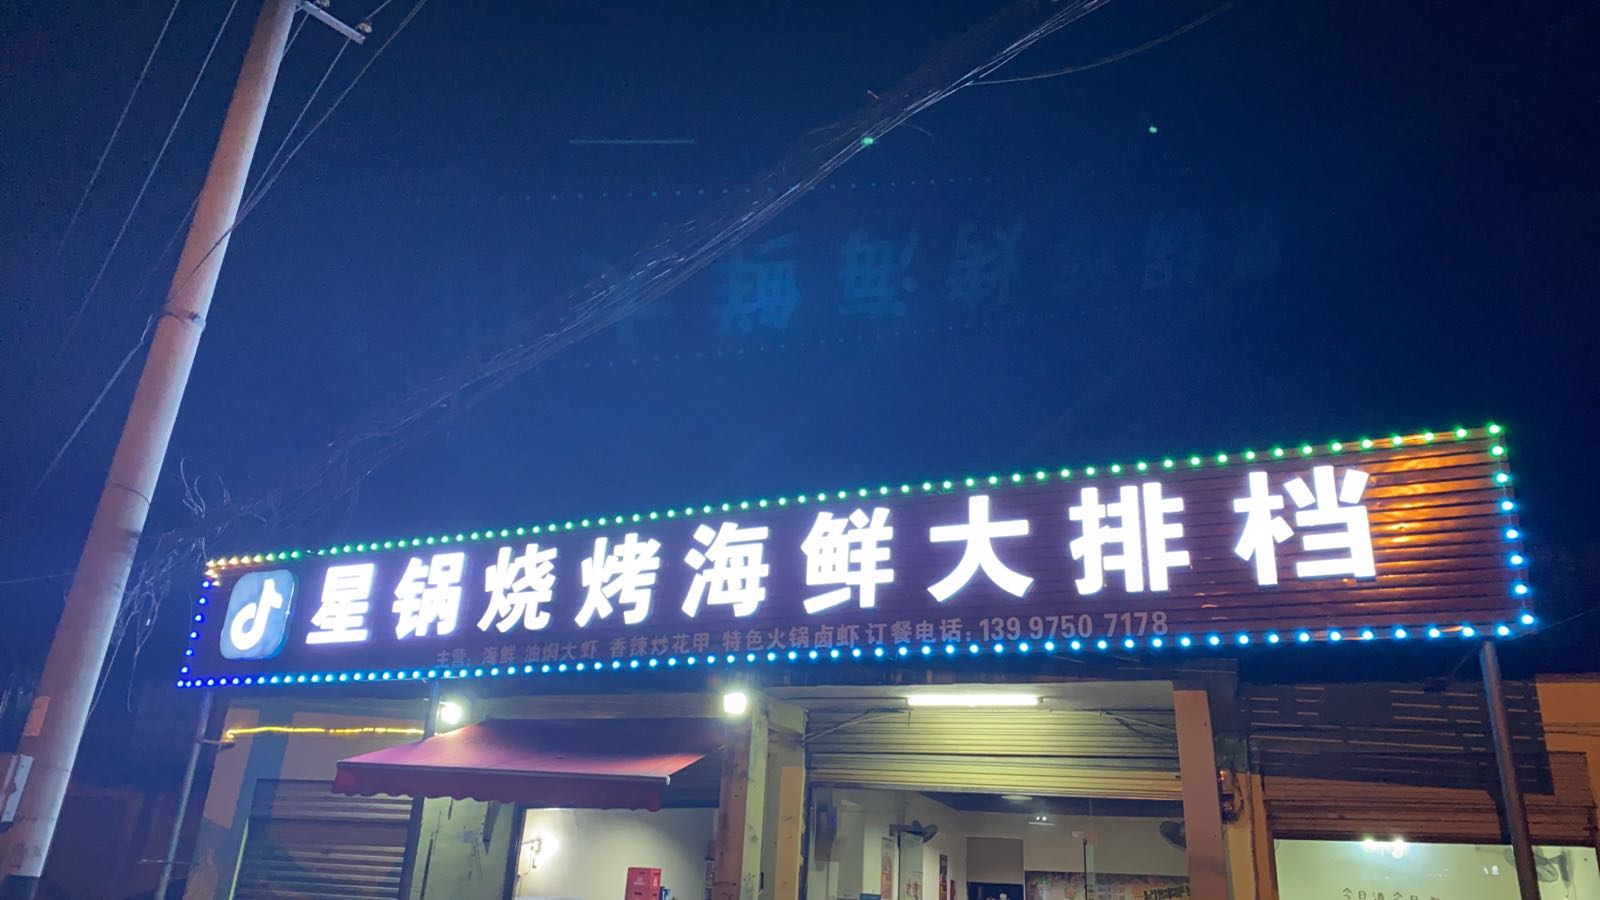 星锅烧烤海鲜大排档
主营：海鲜 油焖大虾 香辣炒花甲 特色火锅卤虾 订餐电话：139 9750 7178